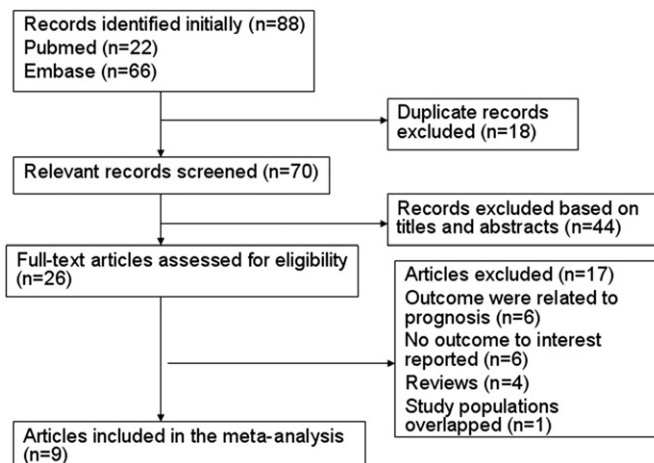 Records identified initially (n=88)
Pubmed (n=22)
Embase (n=66)
Duplicate records
excluded (n=18)
Relevant records screened (n=70)
Records excluded based on
titles and abstracts (n=44)
Full-text articles assessed for eligibility
(n=26)
Articles excluded (n=17)
Outcome were related to
prognosis (n=6)
No outcome to interest
reported (n=6)
Reviews (n=4)
Study populations
overlapped (n=1)
Articles included in the meta-analysis
(n=9)